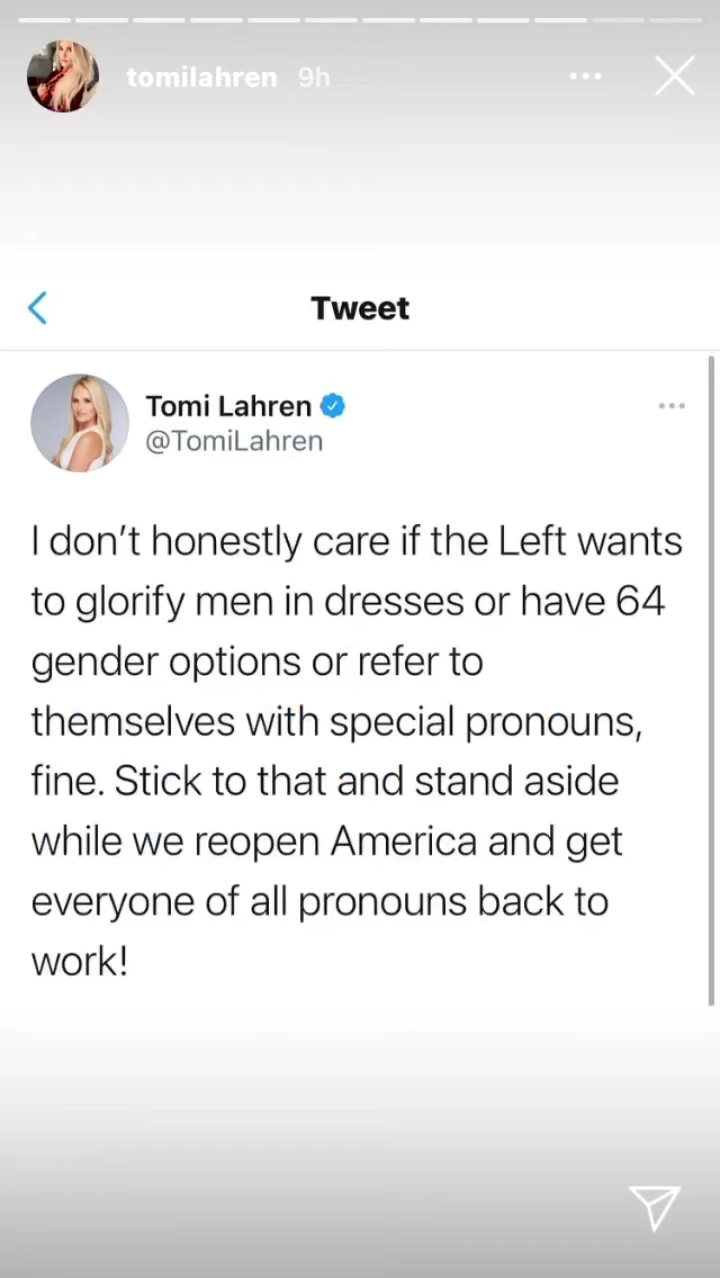 tomilahren 9h
Tweet
Tomi Lahren
@TomiLahren
I don't honestly care if the Left wants
to glorify men in dresses or have 64
gender options or refer to
themselves with special pronouns,
fine. Stick to that and stand aside
while we reopen America and get
everyone of all pronouns back to
work!